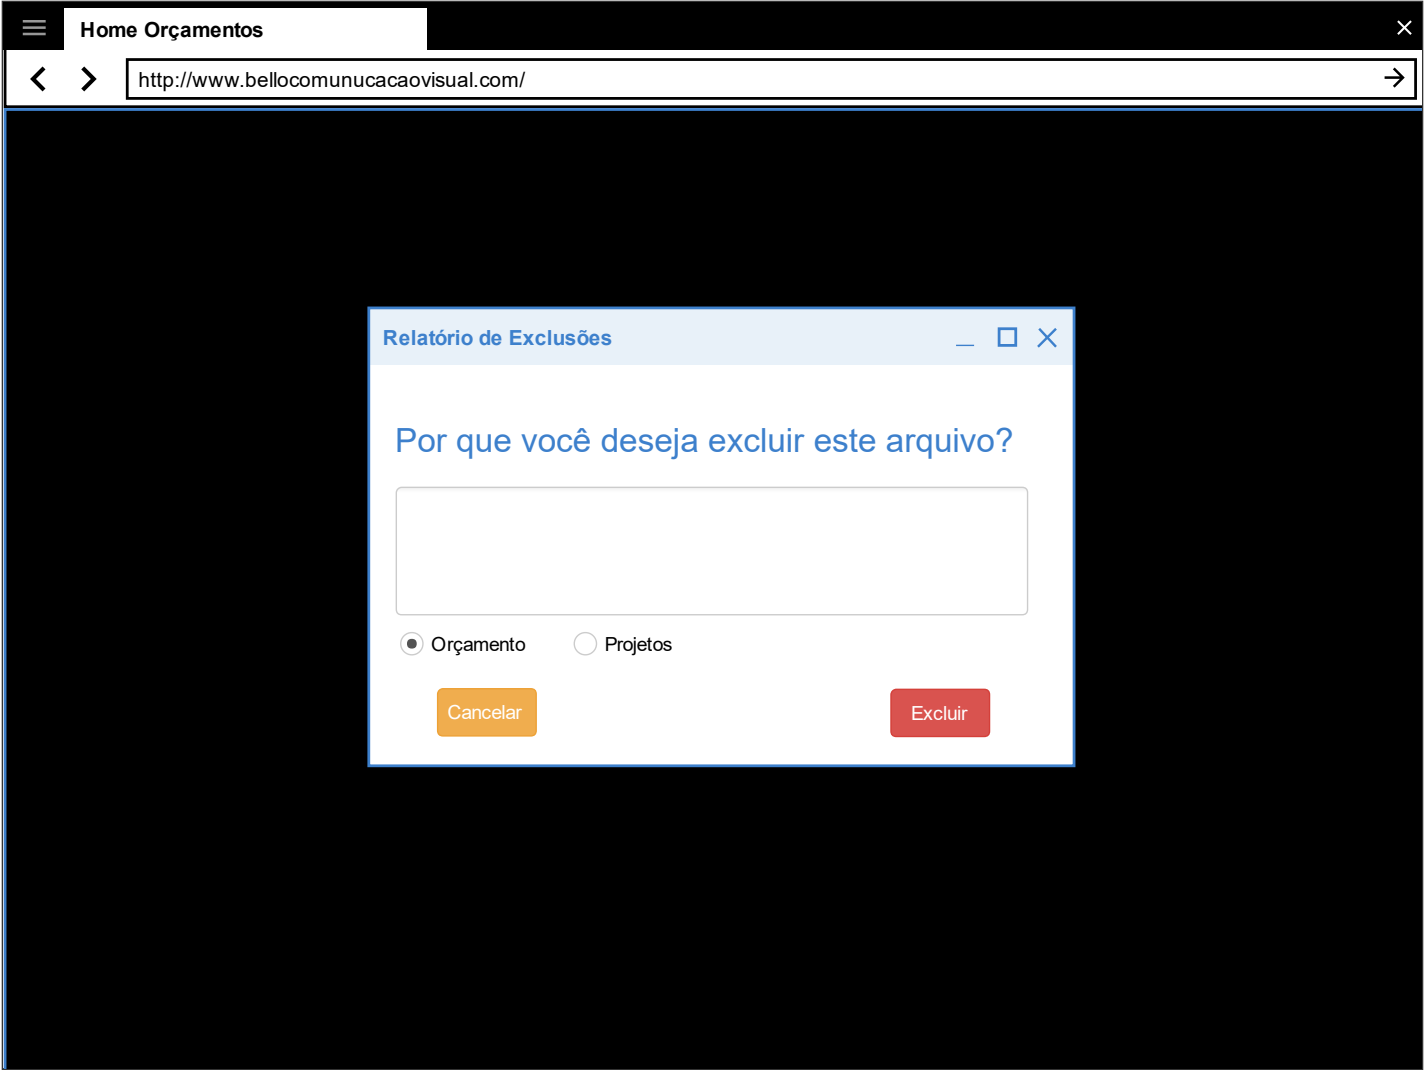 Home Orçamentos
http://www.bellocomunucacaovisual.com/
Relatório de Exclusões
Por que você deseja excluir este arquivo?
Orçamento Projetos
Cancelar Excluir